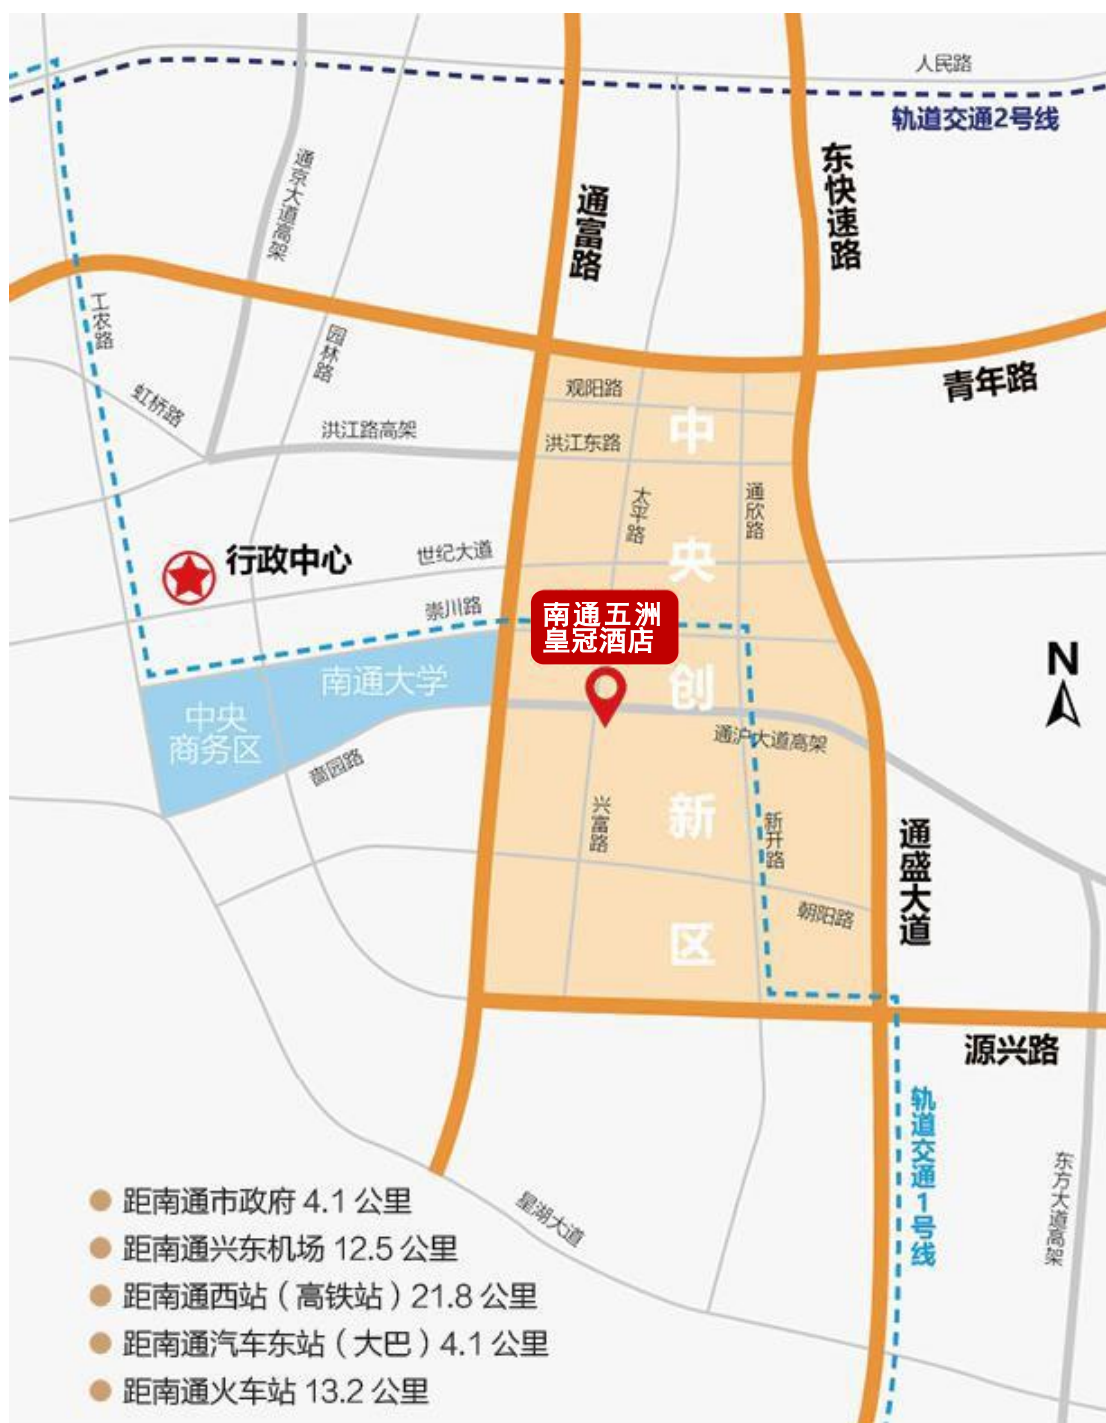 人民路
轨道交通2号线
通京大道高架
东快速路
通富路
工农路
园林路
青年路
虹桥路
观阳路
洪江路高架
洪江东路
中央创新区
太平路
通欣路
行政中心
世纪大道
崇川路
南通五洲
皇冠酒店
N
南通大学
中央
商务区
通沪大道高架
啬园路
兴富路
新开路
通盛大道
朝阳路
源兴路
轨道交通1号线
东方大道高架
星湖大道
距南通市政府 4.1 公里
距南通兴东机场 12.5 公里
距南通西站（高铁站）21.8 公里
距南通汽车东站（大巴）4.1 公里
距南通火车站 13.2 公里